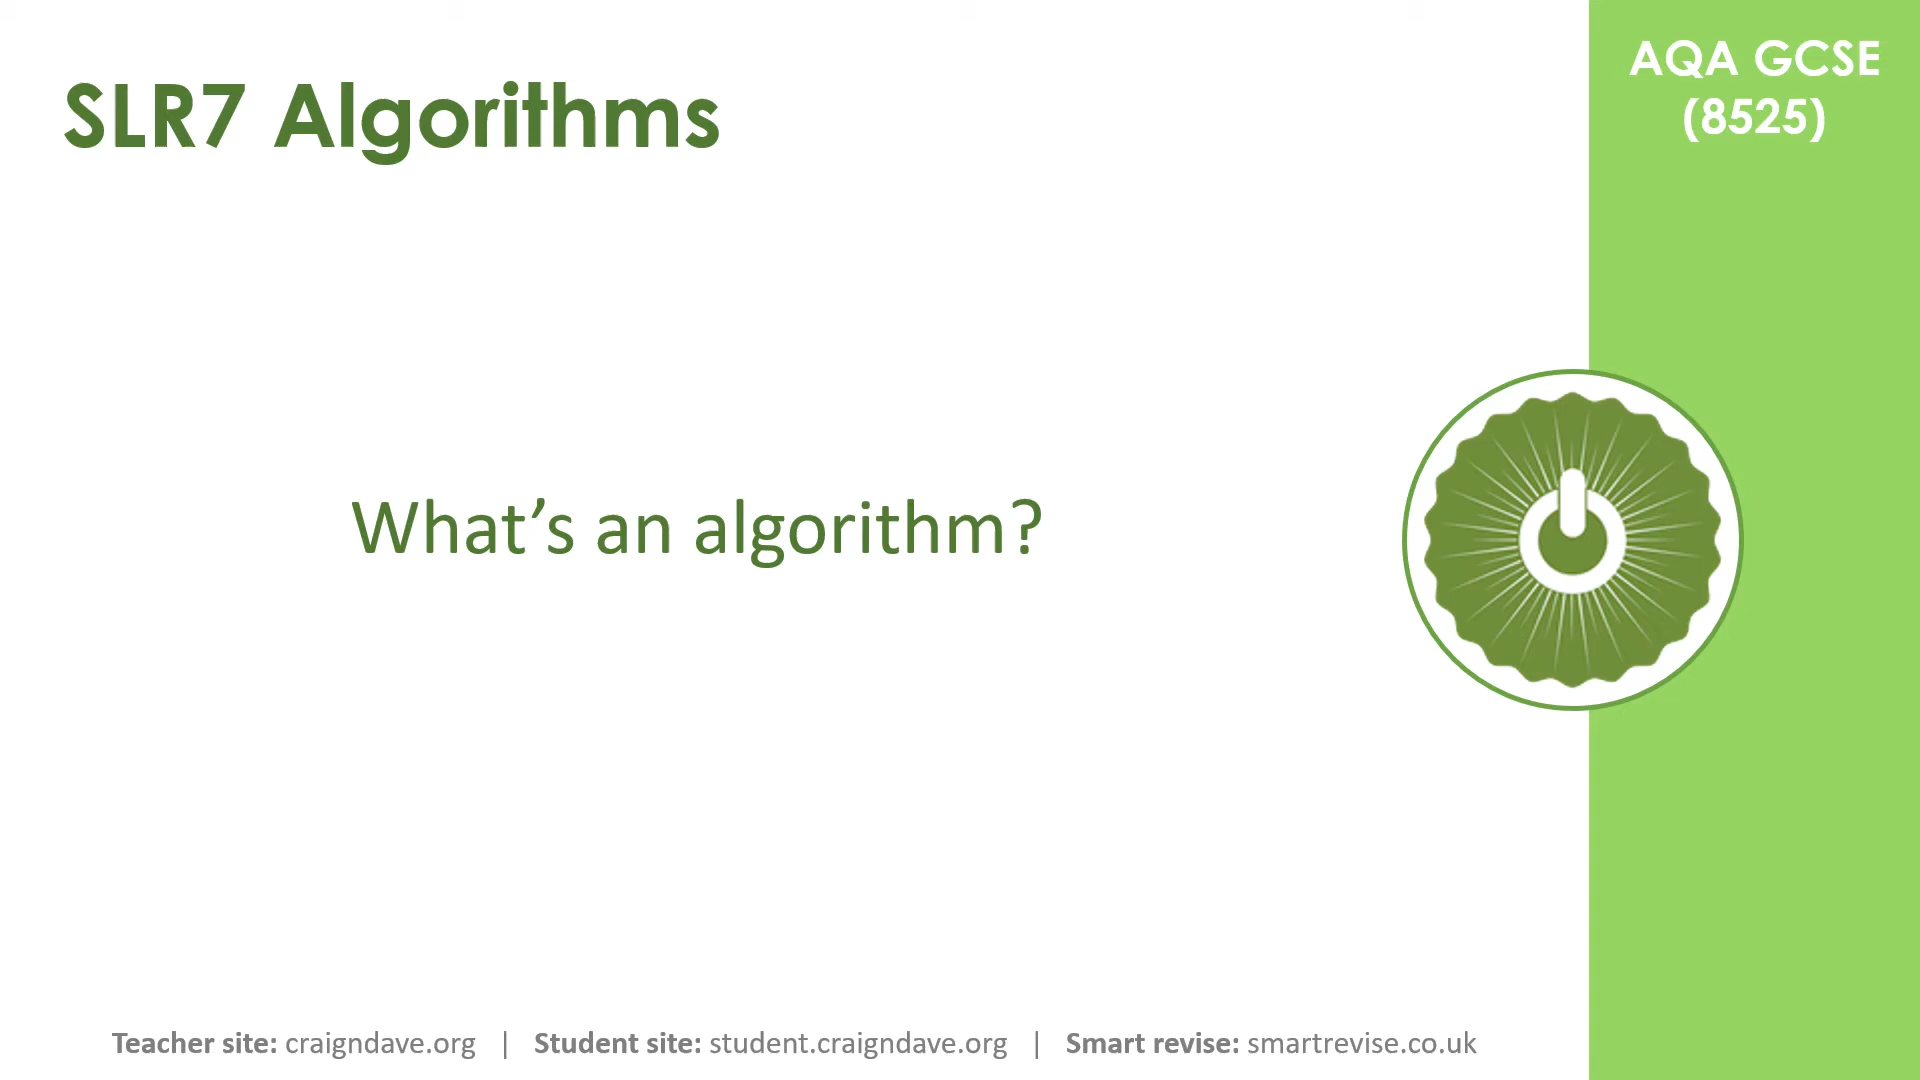 SLR7 Algorithms
AQA GCSE
(8525)
What’s an algorithm?
Teacher site: craigndave.org | Student site: student.craigndave.org | Smart revise: smartrevise.co.uk